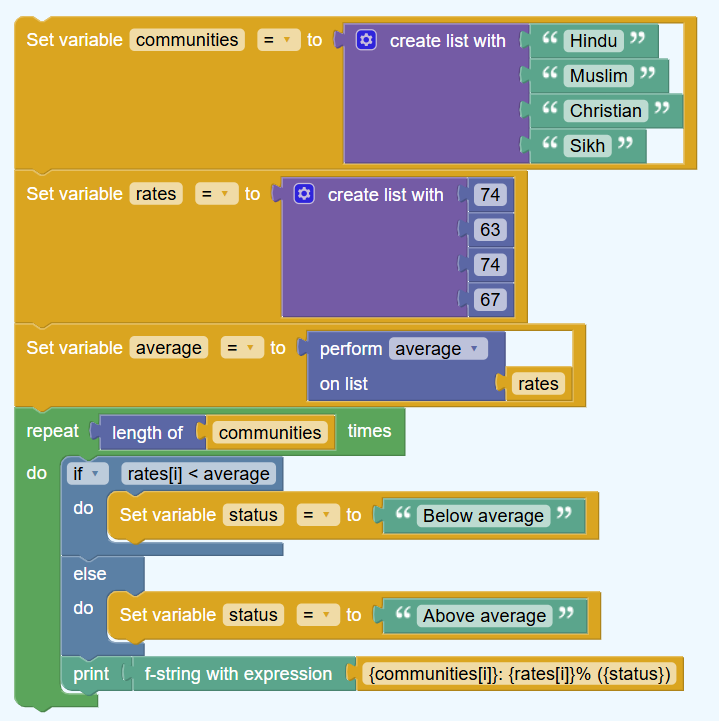 Set variable communities = to create list with “ Hindu ”
“ Muslim ”
“ Christian ”
“ Sikh ”
Set variable rates = to create list with 74
63
74
67
Set variable average = to perform average
on list rates
repeat length of communities times
do if rates[i] < average
do Set variable status = to “ Below average ”
else
do Set variable status = to “ Above average ”
print f-string with expression {communities[i]}: {rates[i]}% ({status})